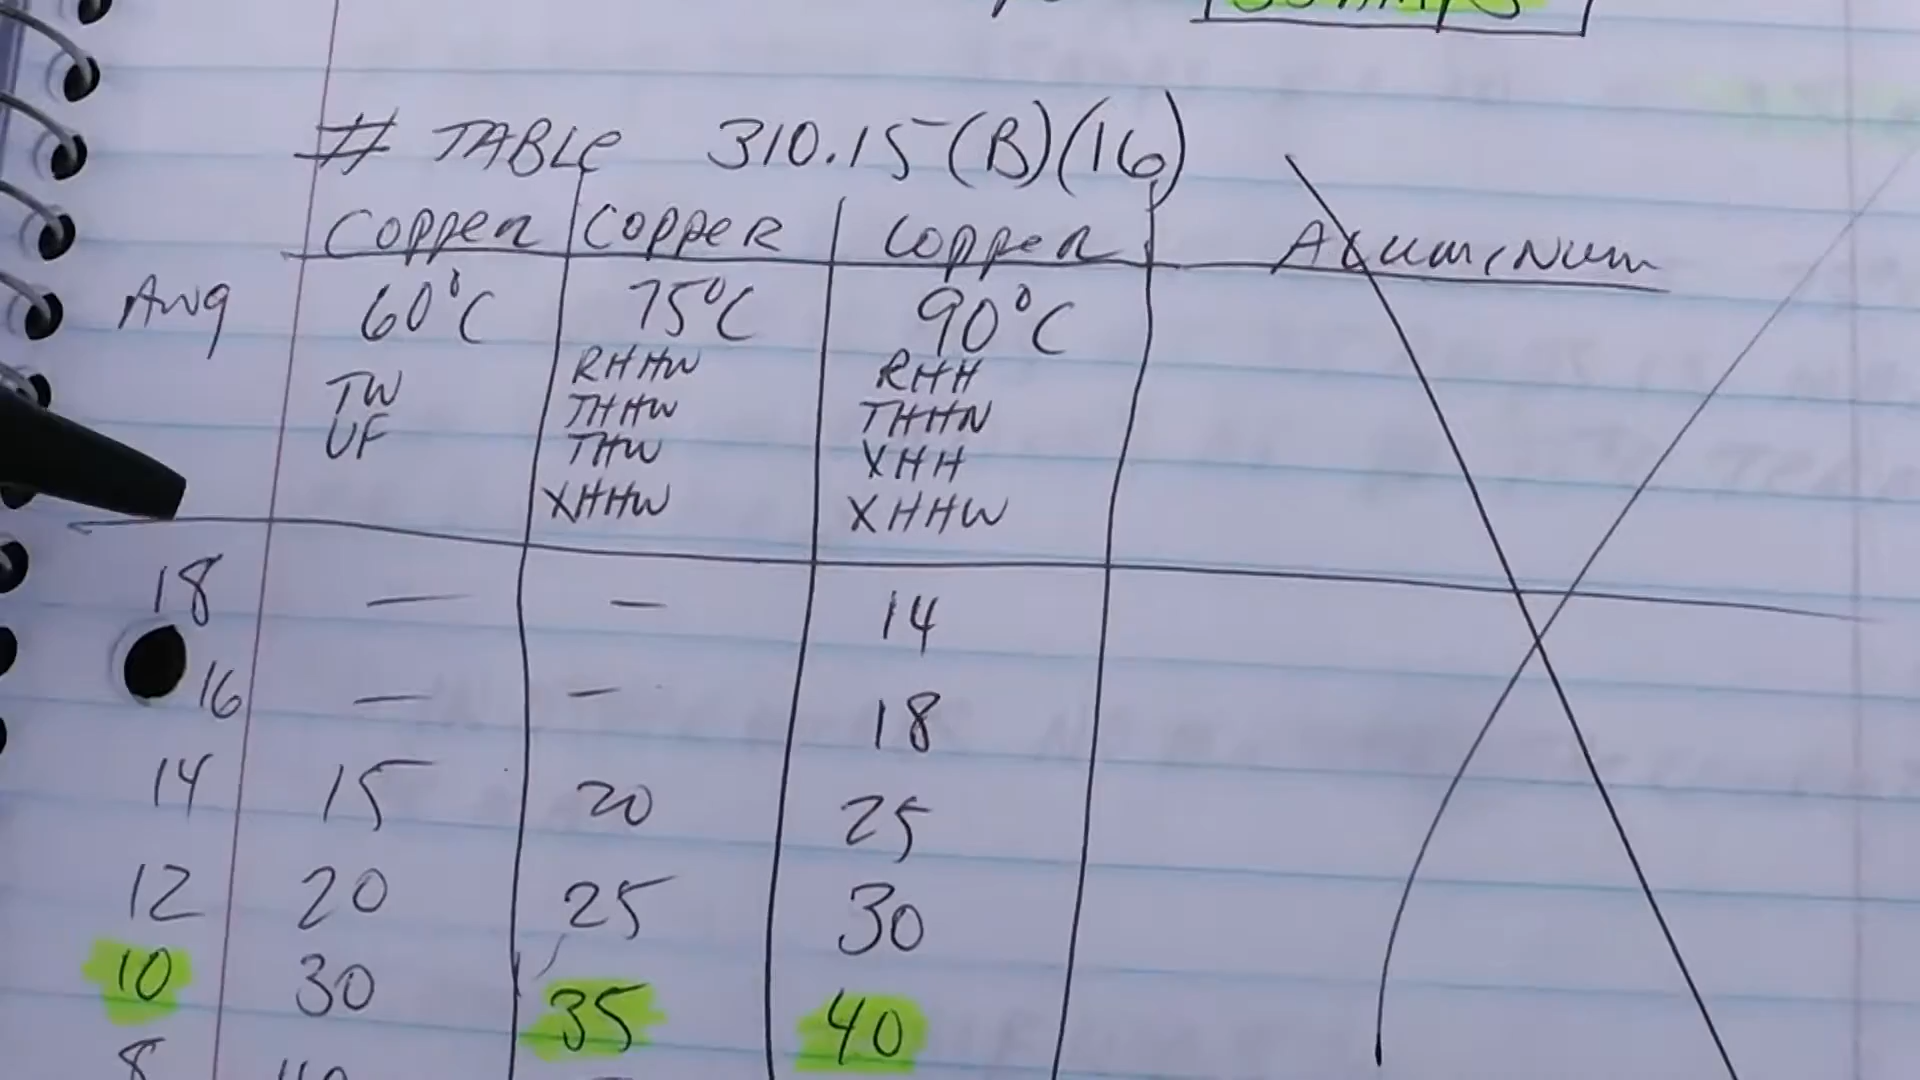 # TABLE 310.15(B)(16)
Copper Copper Copper Aluminum
Awg 60°C 75°C 90°C
TW RHHW RHH
UF THHW THHN
THW XHH
XHHW XHHW
18 — — 14
16 — — 18
14 15 20 25
12 20 25 30
10 30 35 40
8